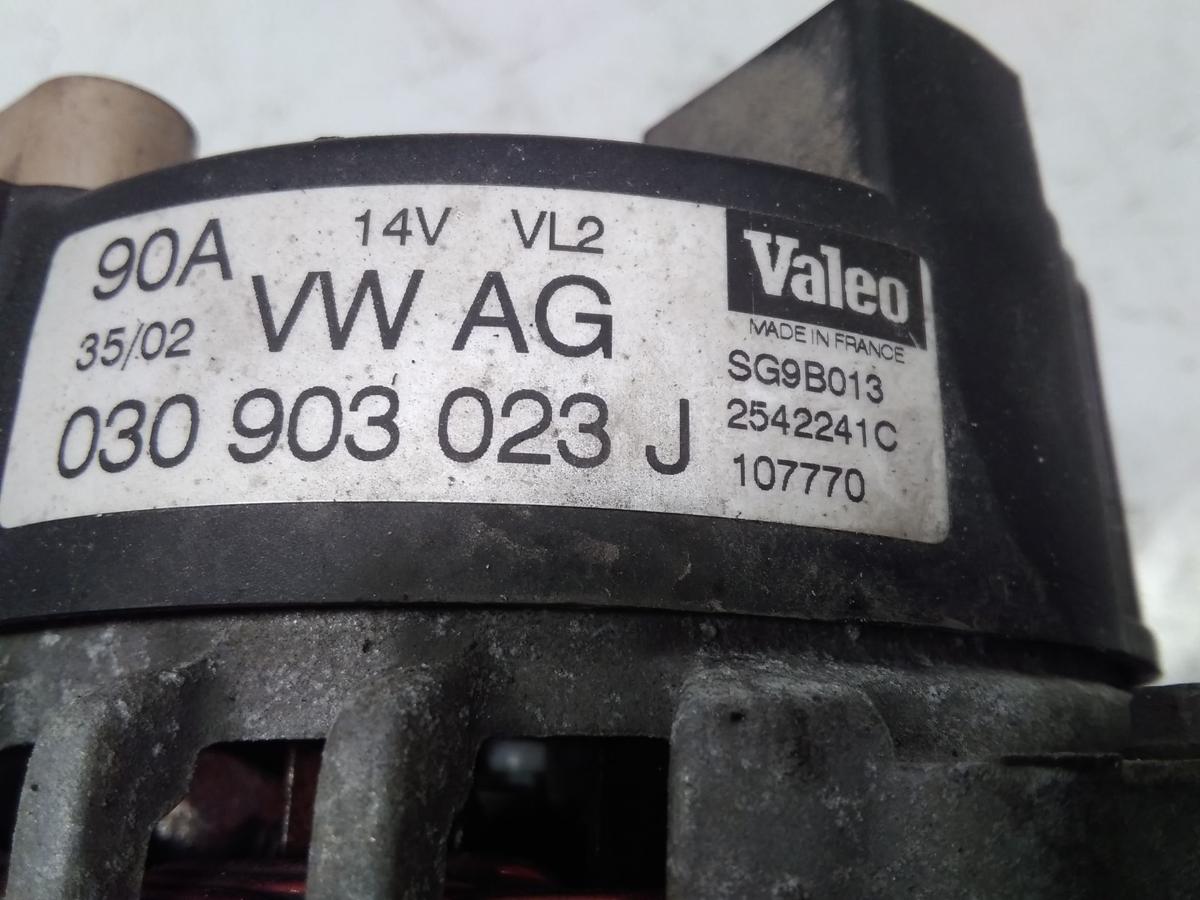 90A 14V VL2
35/02 VW AG
030 903 023 J
Valeo
MADE IN FRANCE
SG9B013
2542241C
107770